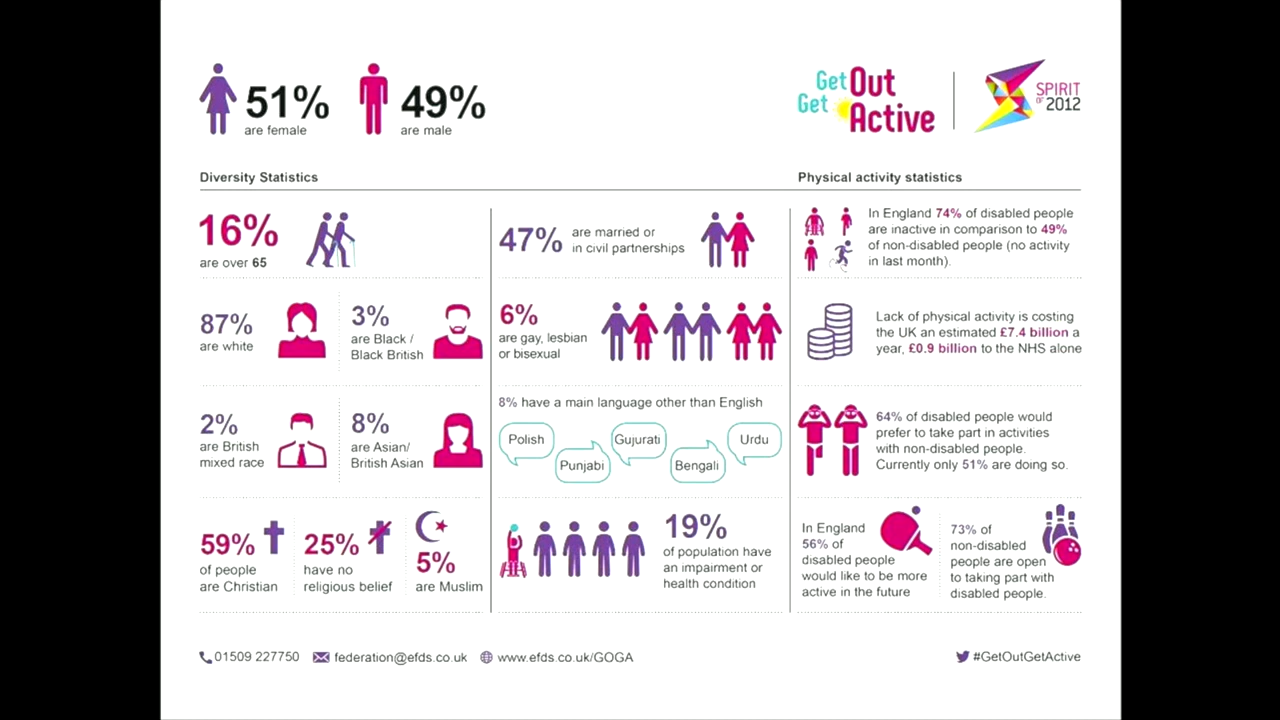 51%
are female
49%
are male
Get Out
Get Active
SPIRIT
OF 2012
Diversity Statistics
16%
are over 65
87%
are white
3%
are Black /
Black British
2%
are British
mixed race
8%
are Asian/
British Asian
59%
of people
are Christian
25%
have no
religious belief
5%
are Muslim
47%
are married or
in civil partnerships
6%
are gay, lesbian
or bisexual
8% have a main language other than English
Polish
Punjabi
Gujurati
Bengali
Urdu
19%
of population have
an impairment or
health condition
Physical activity statistics
In England 74% of disabled people
are inactive in comparison to 49%
of non-disabled people (no activity
in last month).
Lack of physical activity is costing
the UK an estimated £7.4 billion a
year, £0.9 billion to the NHS alone
64% of disabled people would
prefer to take part in activities
with non-disabled people.
Currently only 51% are doing so.
In England
56% of
disabled people
would like to be more
active in the future
73% of
non-disabled
people are open
to taking part with
disabled people.
01509 227750
federation@efds.co.uk
www.efds.co.uk/GOGA
#GetOutGetActive